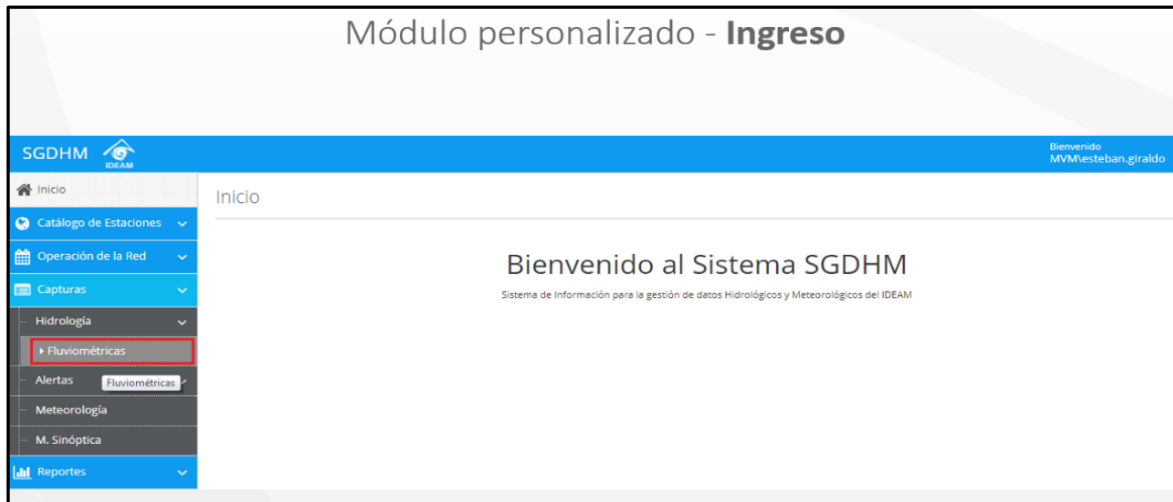 Módulo personalizado - Ingreso
SGDHM
IDEAM
Bienvenido
MVM\esteban.giraldo
Inicio
Catálogo de Estaciones
Operación de la Red
Capturas
Hidrología
Fluviométricas
Alertas
Fluviométricas
Meteorología
M. Sinóptica
Reportes
Inicio
Bienvenido al Sistema SGDHM
Sistema de Información para la gestión de datos Hidrológicos y Meteorológicos del IDEAM